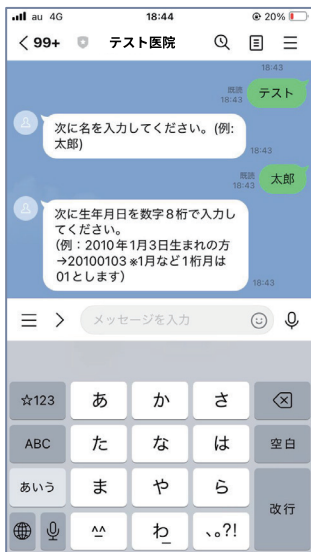 au 4G 18:44 20%
99+ テスト医院
18:43
既読
18:43
テスト
次に名を入力してください。(例:
太郎)
18:43
既読
18:43
太郎
次に生年月日を数字8桁で入力し
てください。
(例：2010年1月3日生まれの方
→20100103 ※1月など1桁月は
01とします)
18:43
メッセージを入力
☆123 あ か さ
ABC た な は 空白
あいう ま や ら
改行
^^ わ_ 、。?!